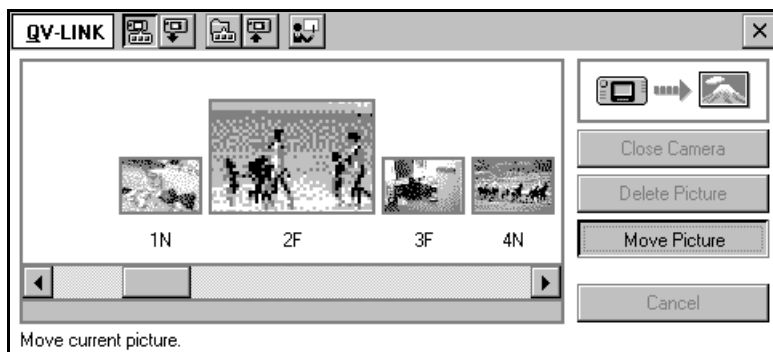 QV-LINK
Close Camera
Delete Picture
1N 2F 3F 4N
Move Picture
Cancel
Move current picture.